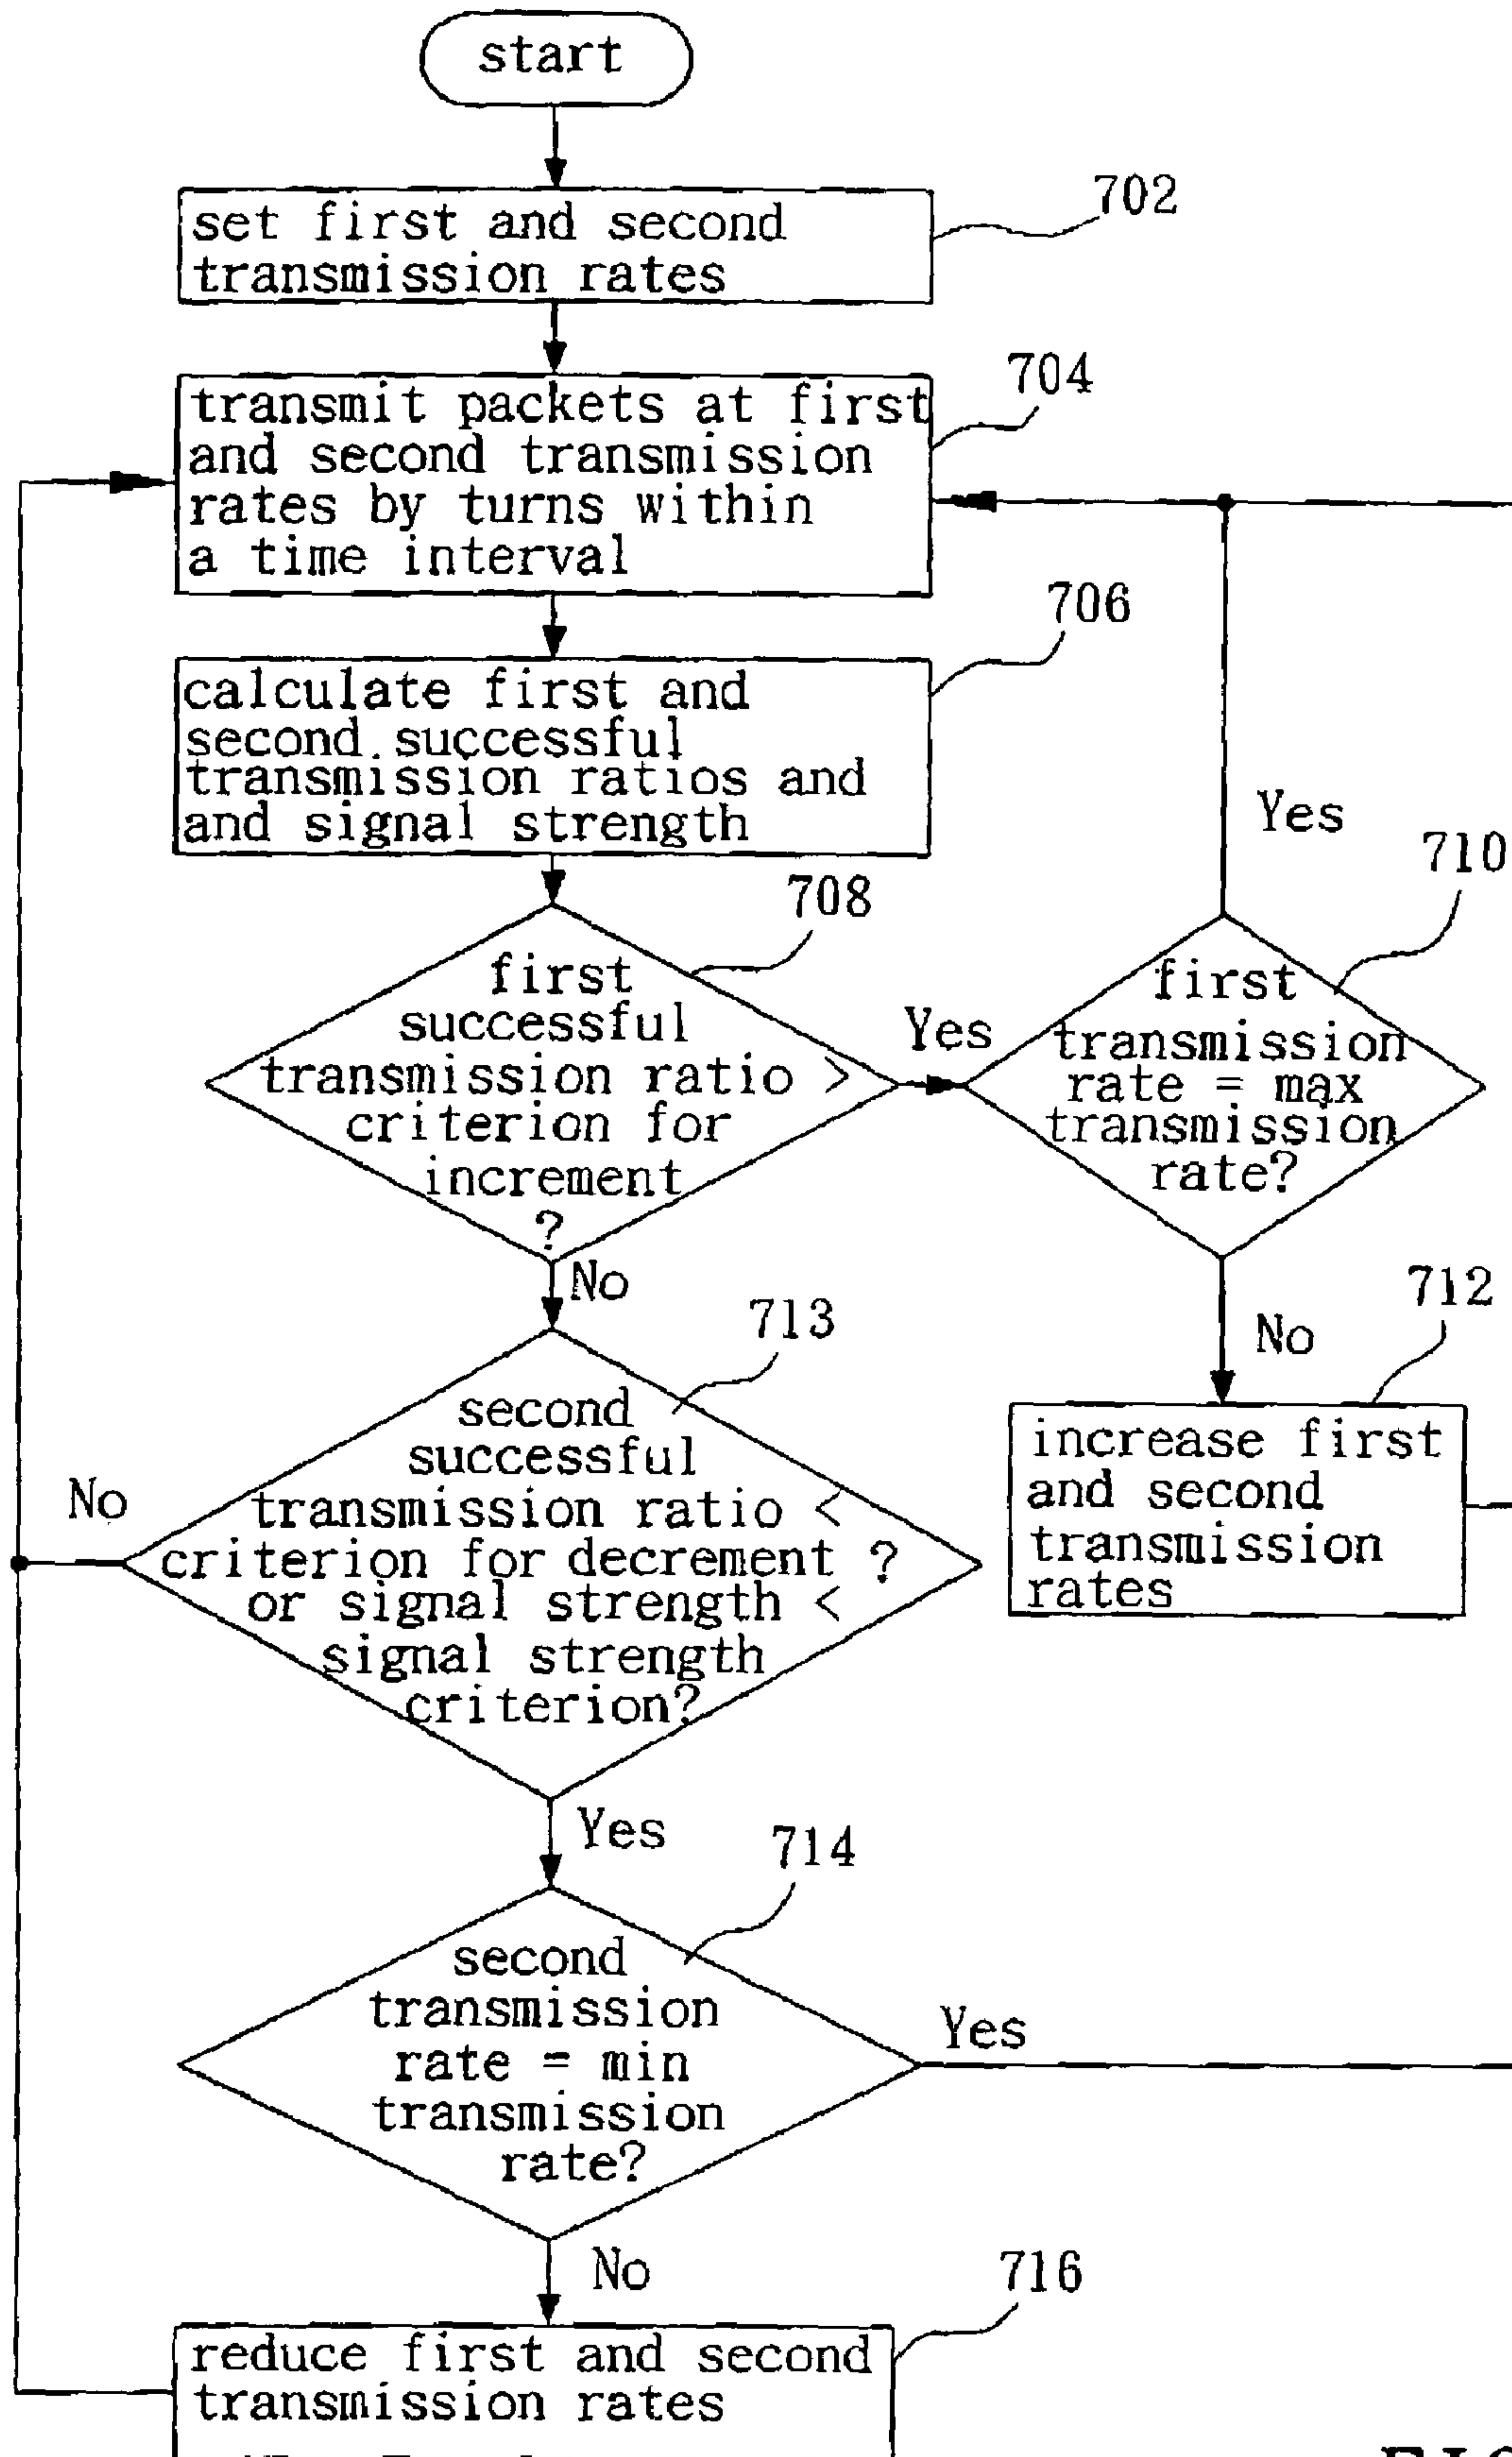 start
702
set first and second
transmission rates
704
transmit packets at first
and second transmission
rates by turns within
a time interval
706
calculate first and
second successful
transmission ratios and
and signal strength
708
first
successful
transmission ratio >
criterion for
increment
?
Yes
710
first
transmission
rate = max
transmission
rate?
Yes
No
712
increase first
and second
transmission
rates
No
713
second
successful
transmission ratio <
criterion for decrement ?
or signal strength <
signal strength
criterion?
No
Yes
714
second
transmission
rate = min
transmission
rate?
Yes
No
716
reduce first and second
transmission rates